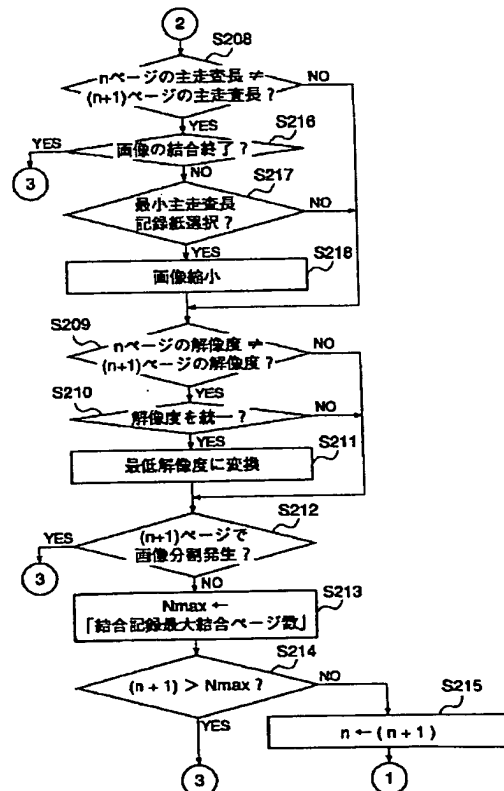 2
S208
nページの主走査長 ≠
(n+1)ページの主走査長 ?
NO
YES
S216
画像の結合終了 ?
YES
3
NO
S217
最小主走査長
記録紙選択 ?
NO
YES
S218
画像縮小
S209
nページの解像度 ≠
(n+1)ページの解像度 ?
NO
YES
S210
解像度を統一 ?
NO
YES
S211
最低解像度に変換
S212
(n+1)ページで
画像分割発生 ?
YES
3
NO
S213
Nmax ←
「結合記録最大結合ページ数」
S214
(n + 1) > Nmax ?
NO
S215
YES
n ← ( n + 1 )
3
1